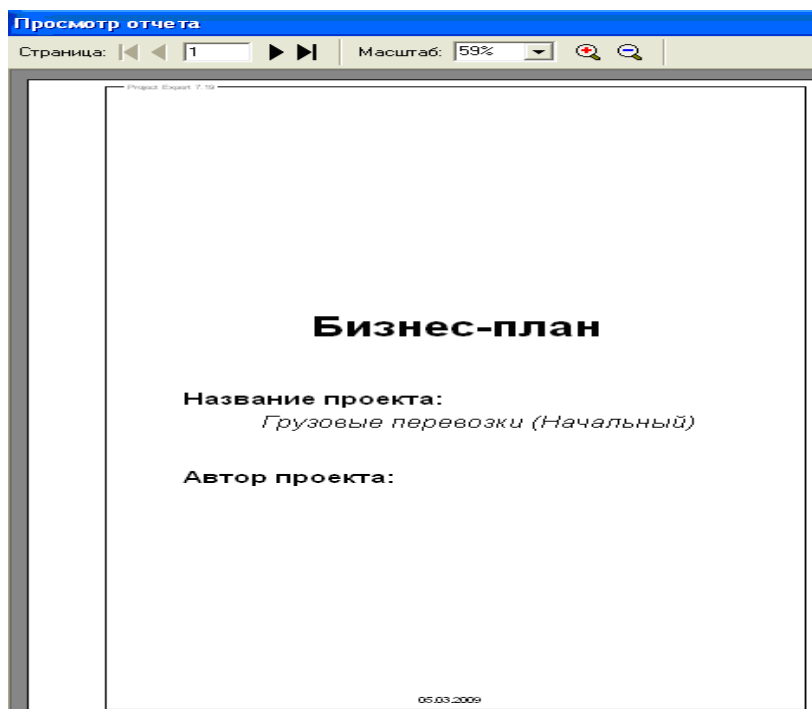 Просмотр отчета
Страница: 1 Масштаб: 59%
Project Expert 7.19
Бизнес-план
Название проекта:
Грузовые перевозки (Начальный)
Автор проекта:
05.03.2009